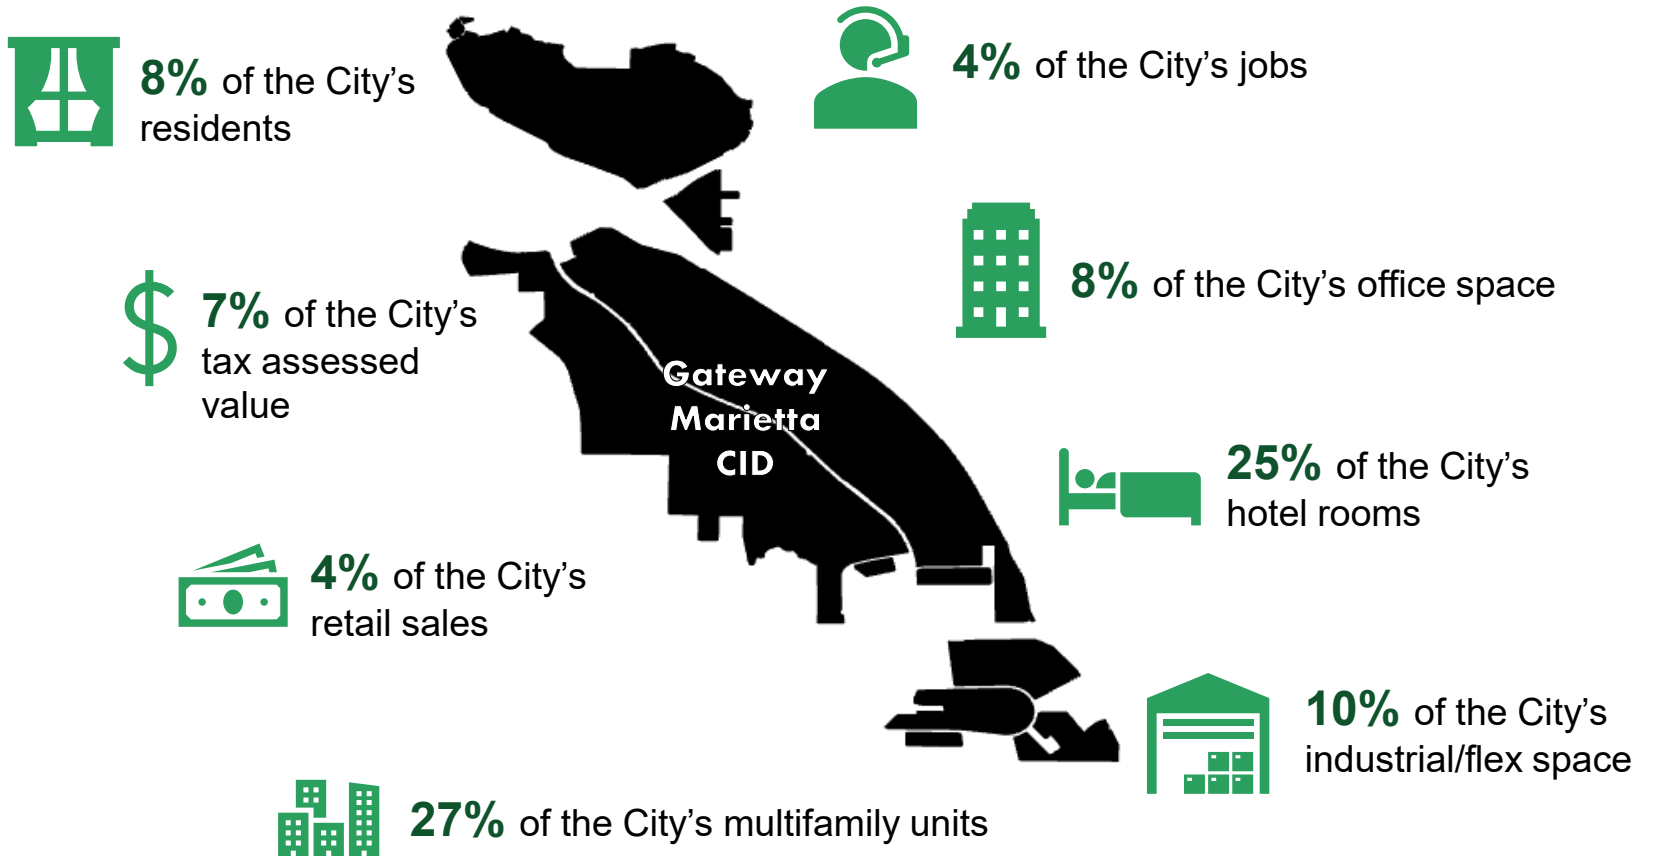 8% of the City’s
residents
4% of the City’s jobs
8% of the City’s office space
7% of the City’s
tax assessed
value
Gateway
Marietta
CID
25% of the City’s
hotel rooms
4% of the City’s
retail sales
10% of the City’s
industrial/flex space
27% of the City’s multifamily units